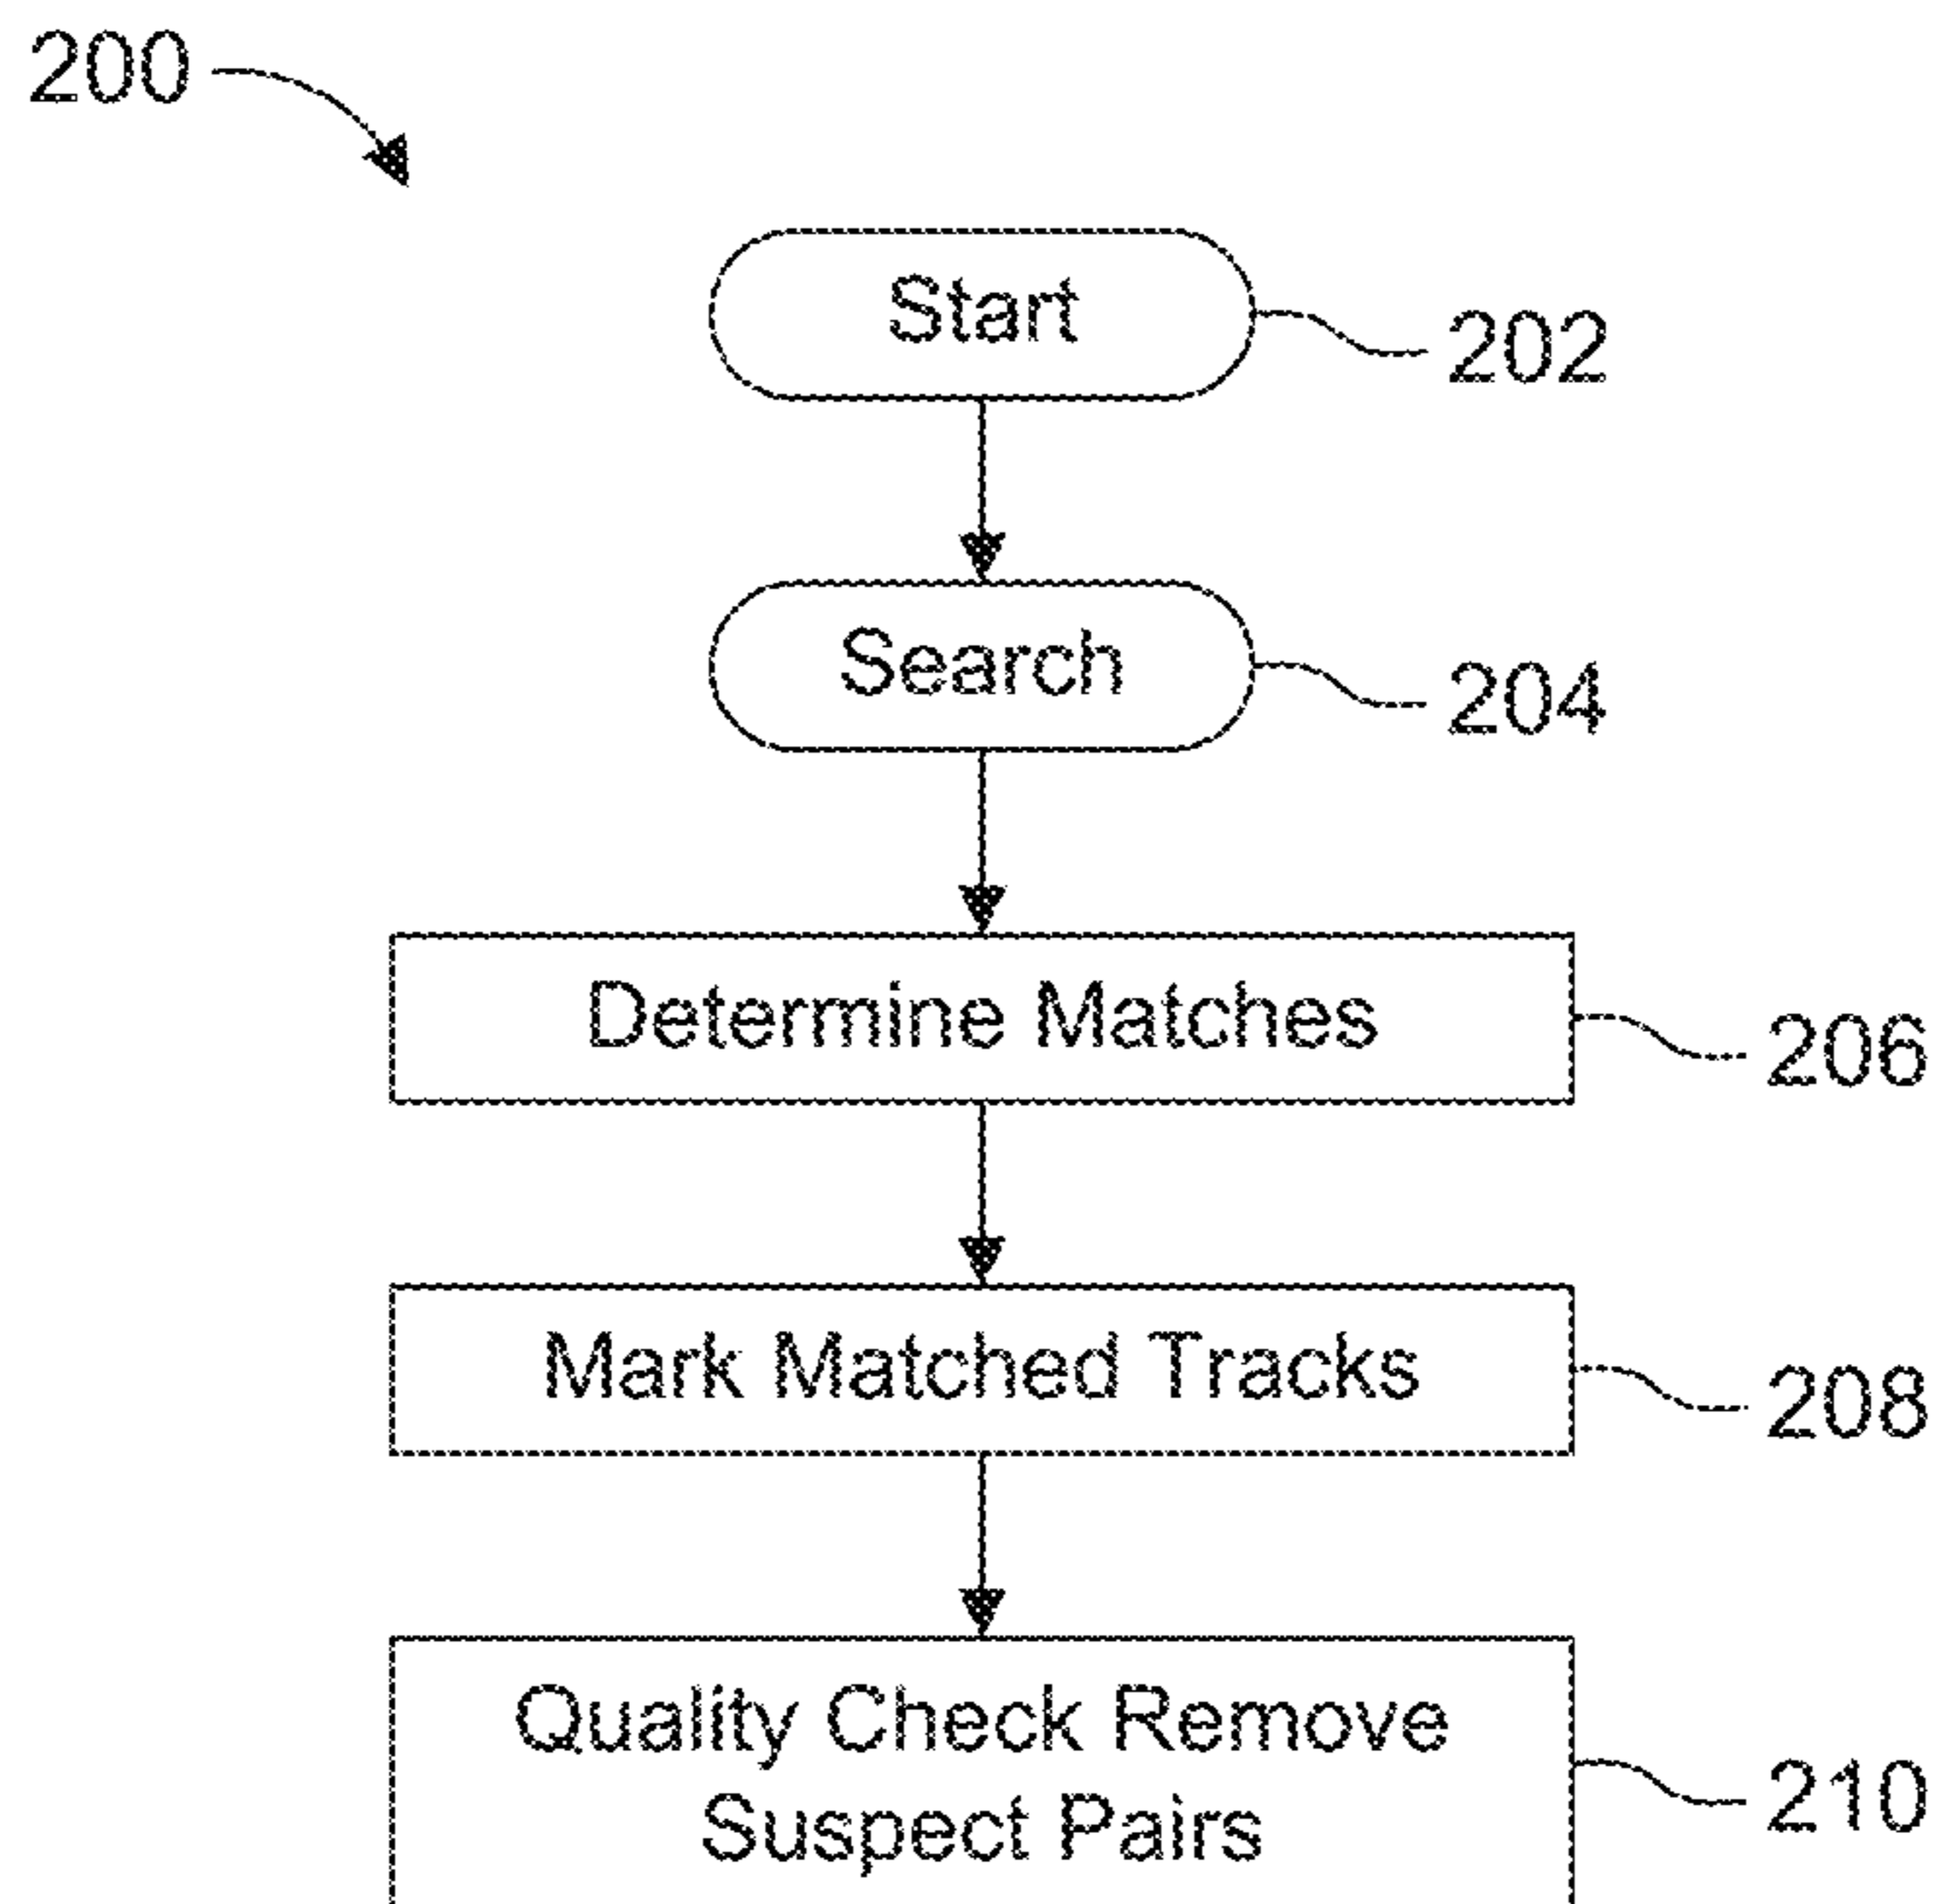 200
Start
202
Search
204
Determine Matches
206
Mark Matched Tracks
208
Quality Check Remove
Suspect Pairs
210